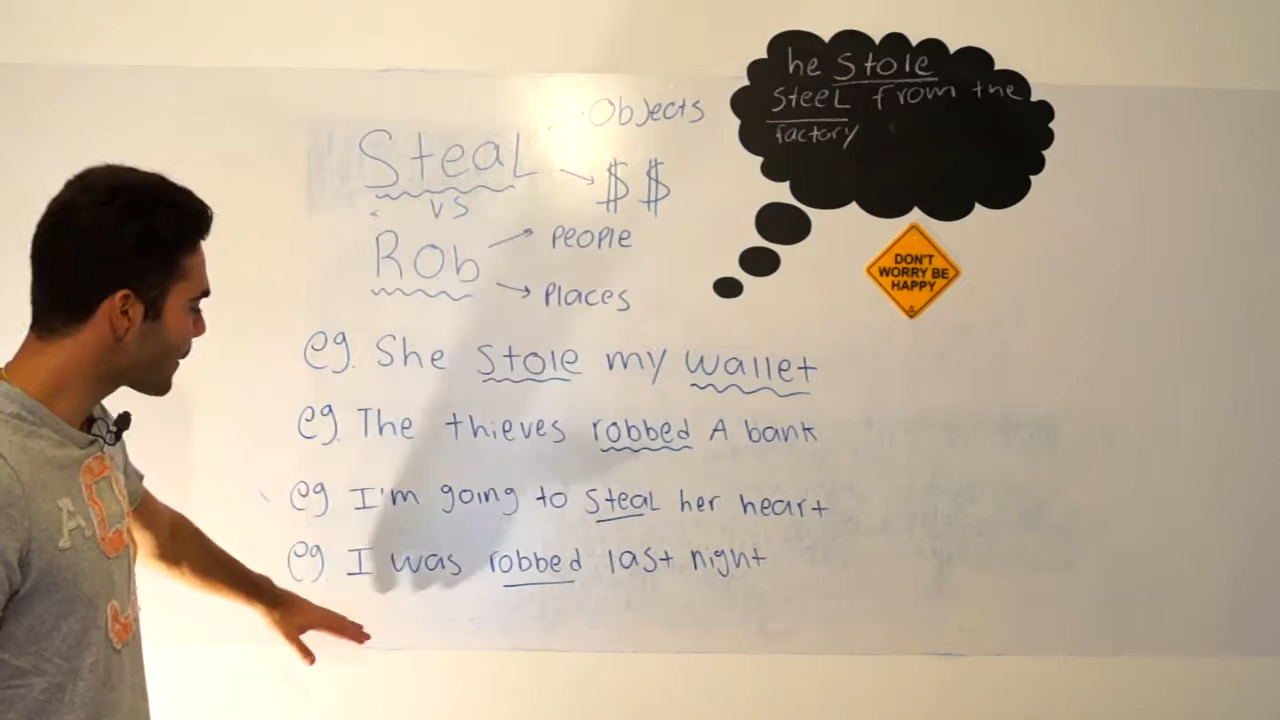 Objects
Steal
$ $
vs
Rob
People
Places
eg. She stole my wallet
eg. The thieves robbed A bank
eg I'm going to steal her heart
eg. I was robbed last night
he stole
steel from the
factory
DON'T
WORRY BE
HAPPY